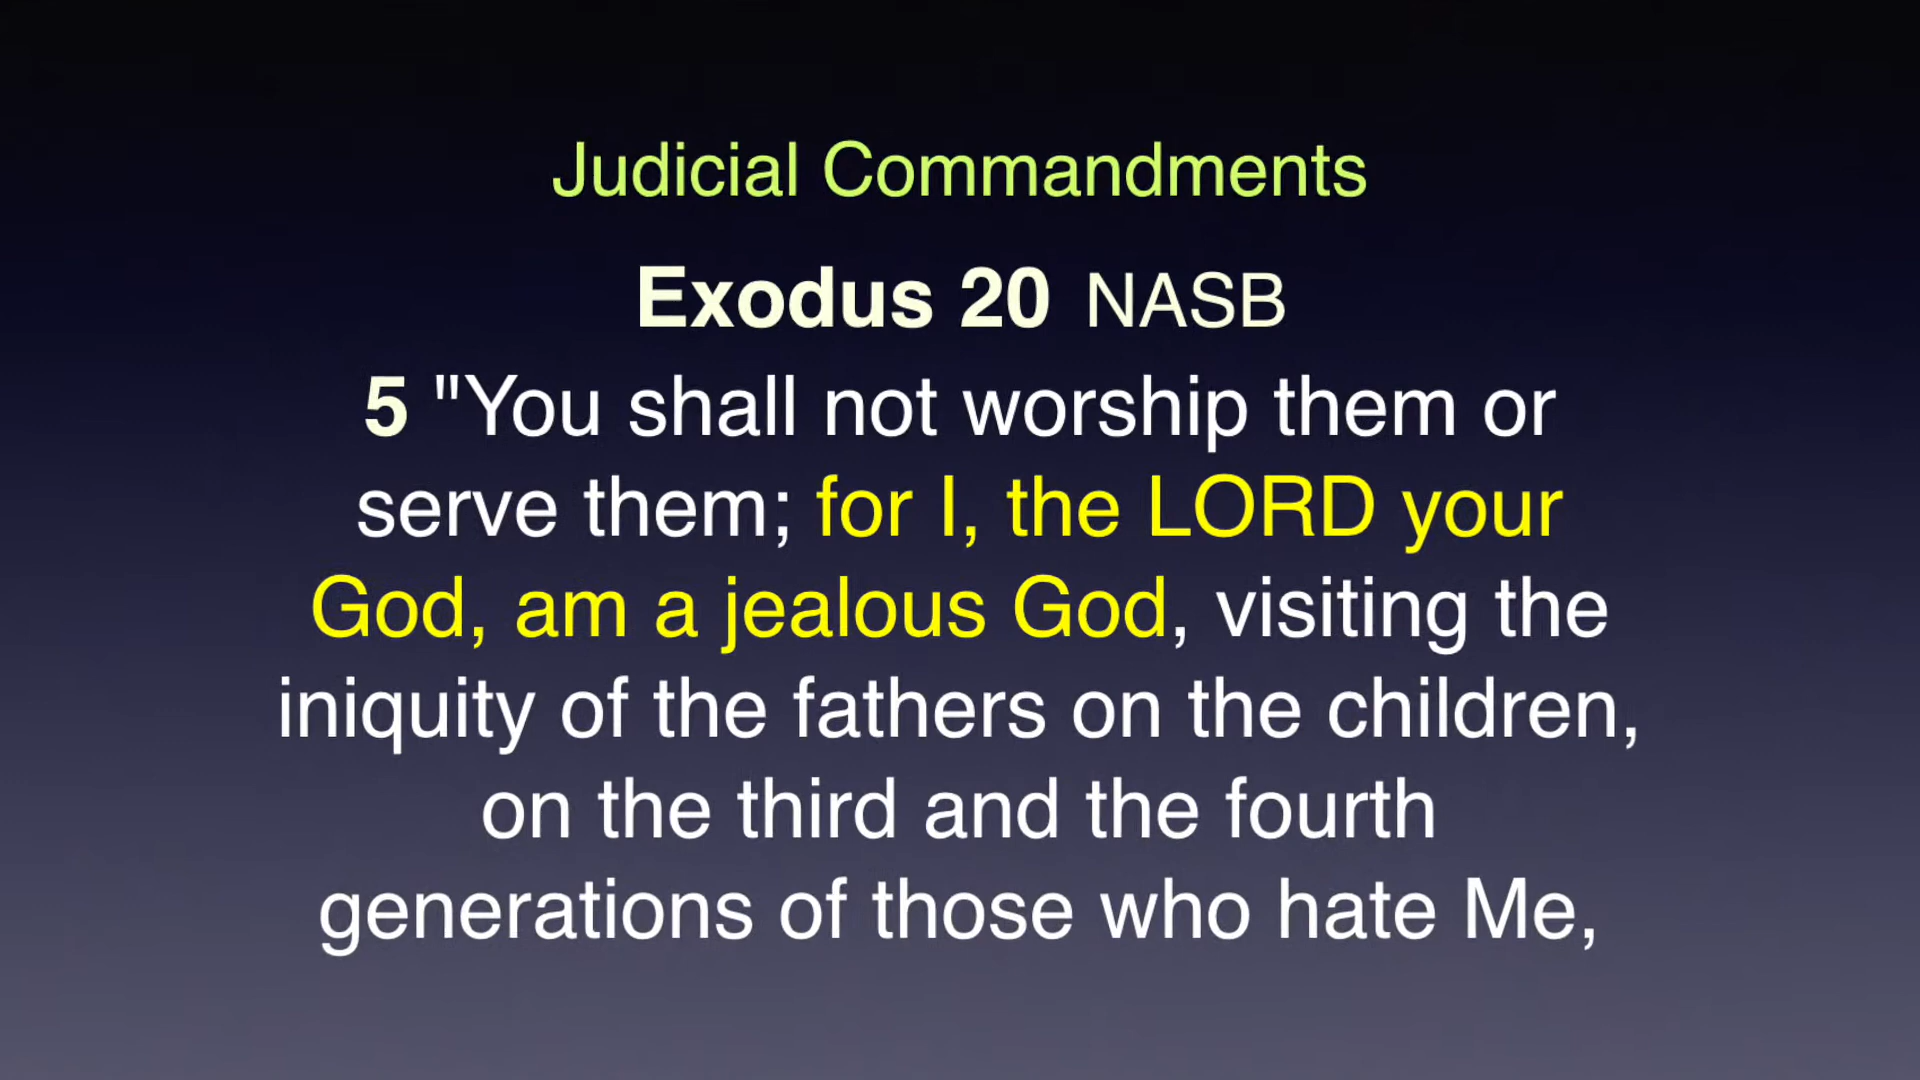 Judicial Commandments
Exodus 20 NASB
5 "You shall not worship them or
serve them; for I, the LORD your
God, am a jealous God, visiting the
iniquity of the fathers on the children,
on the third and the fourth
generations of those who hate Me,